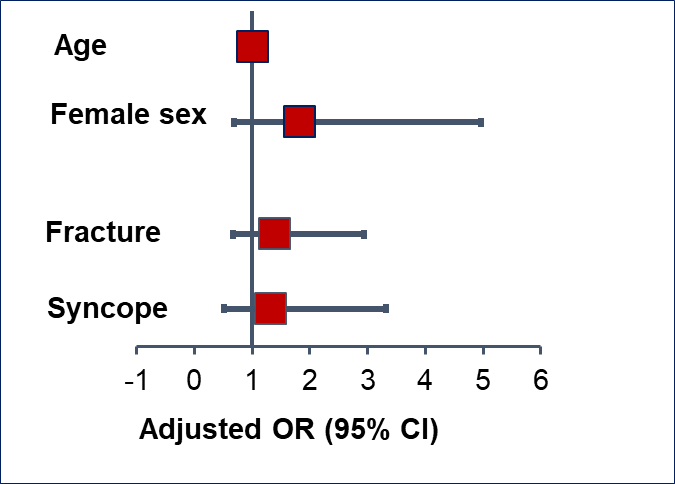 Age
Female sex
Fracture
Syncope
-1 0 1 2 3 4 5 6
Adjusted OR (95% CI)